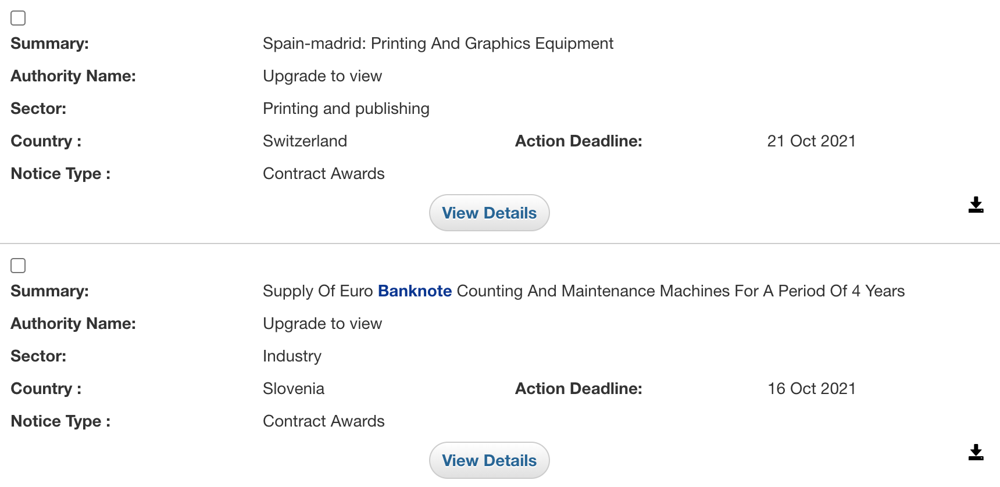 Summary: Spain-madrid: Printing And Graphics Equipment
Authority Name: Upgrade to view
Sector: Printing and publishing
Country : Switzerland Action Deadline: 21 Oct 2021
Notice Type : Contract Awards
View Details
Summary: Supply Of Euro Banknote Counting And Maintenance Machines For A Period Of 4 Years
Authority Name: Upgrade to view
Sector: Industry
Country : Slovenia Action Deadline: 16 Oct 2021
Notice Type : Contract Awards
View Details